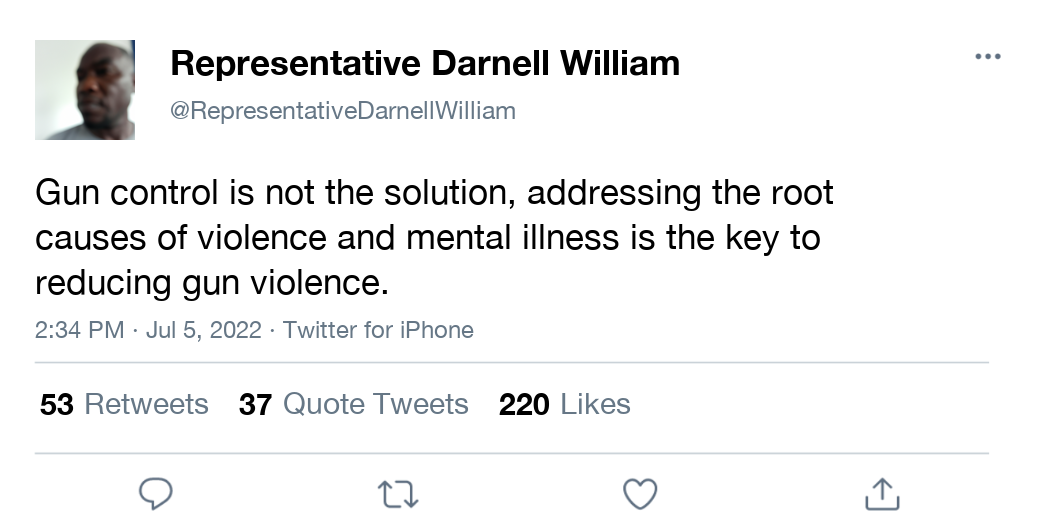 Representative Darnell William
@RepresentativeDarnellWilliam
Gun control is not the solution, addressing the root
causes of violence and mental illness is the key to
reducing gun violence.
2:34 PM · Jul 5, 2022 · Twitter for iPhone
53 Retweets 37 Quote Tweets 220 Likes